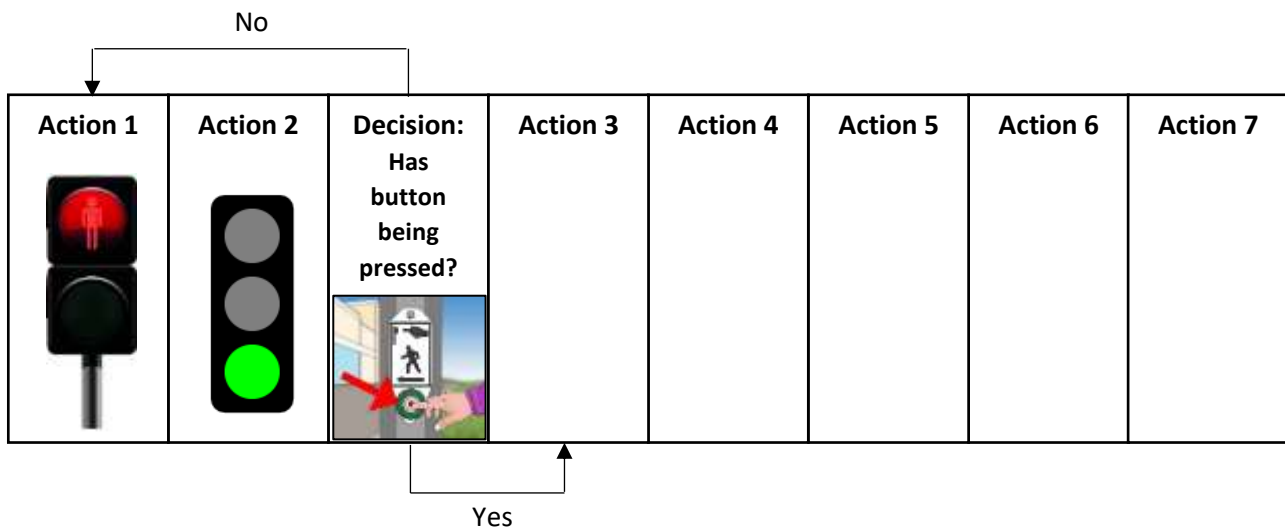 No
Action 1
Action 2
Decision:
Has
button
being
pressed?
Action 3
Action 4
Action 5
Action 6
Action 7
Yes